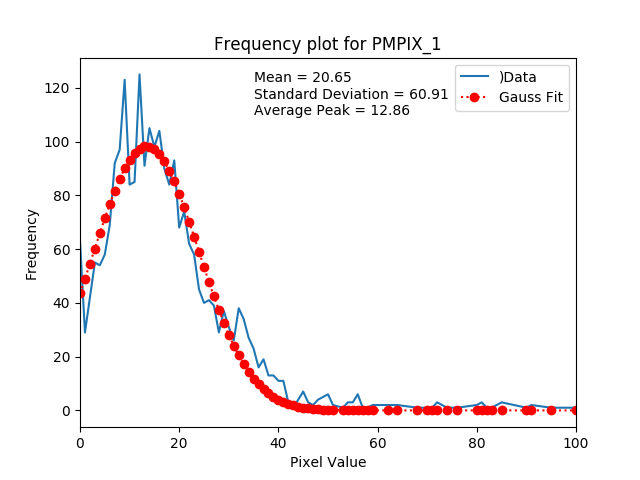 Frequency plot for PMPIX_1
Mean = 20.65
Standard Deviation = 60.91
Average Peak = 12.86
)Data
Gauss Fit
Frequency
120
100
80
60
40
20
0
0 20 40 60 80 100
Pixel Value